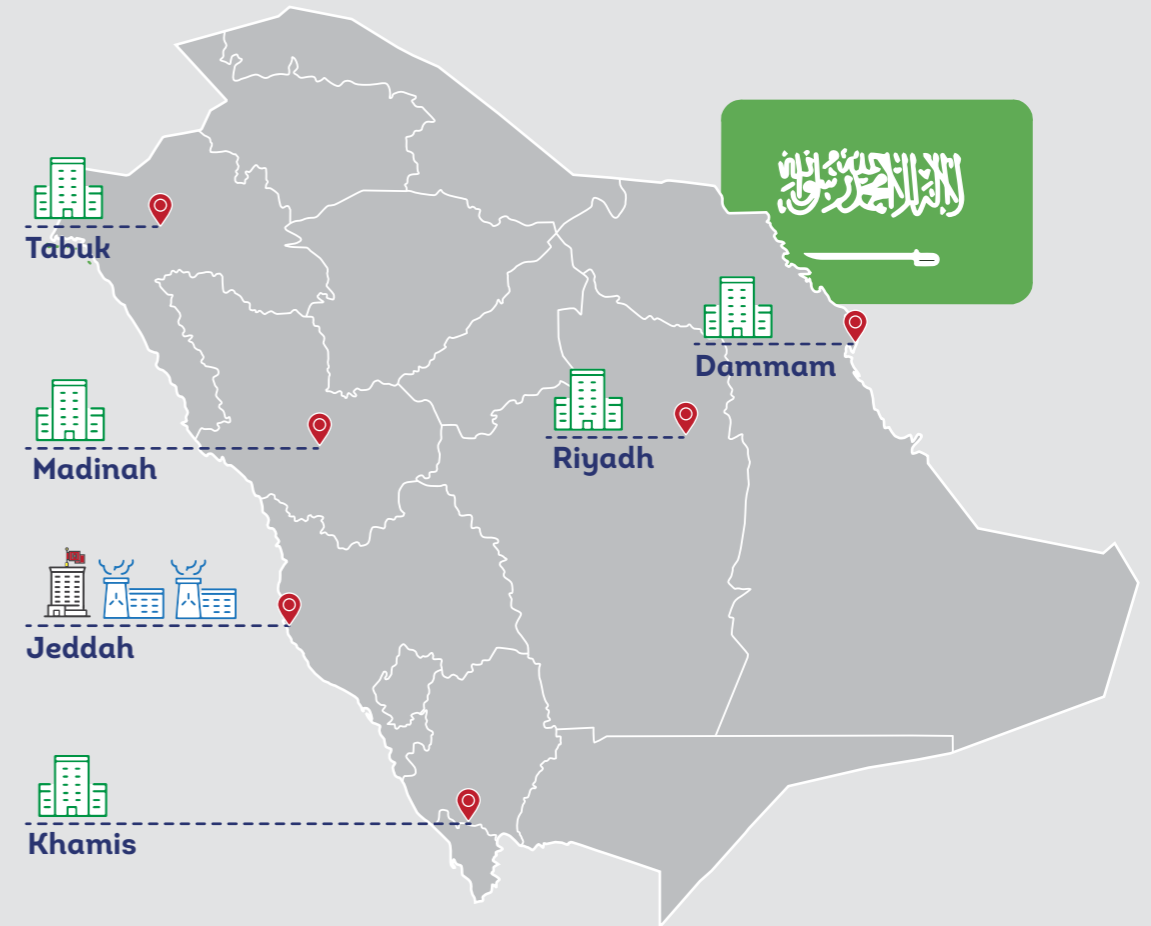 لا إله إلا الله محمد رسول الله
Tabuk
Dammam
Riyadh
Madinah
Jeddah
Khamis